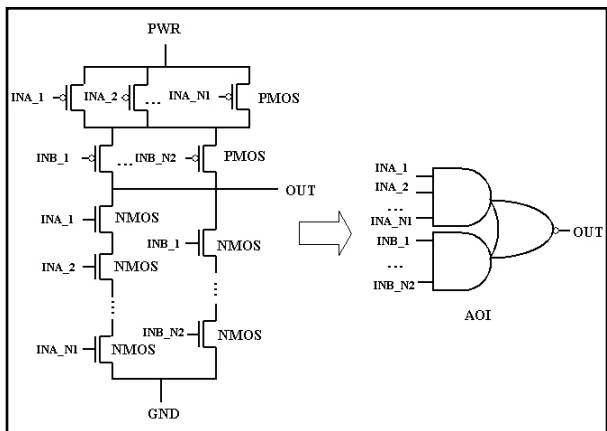 PWR
INA_1
INA_2
...
INA_N1
PMOS
INB_1
...
INB_N2
PMOS
OUT
INA_1
NMOS
INB_1
NMOS
INA_2
NMOS
INA_N1
NMOS
INB_N2
NMOS
GND
INA_1
INA_2
...
INA_N1
INB_1
...
INB_N2
OUT
AOI